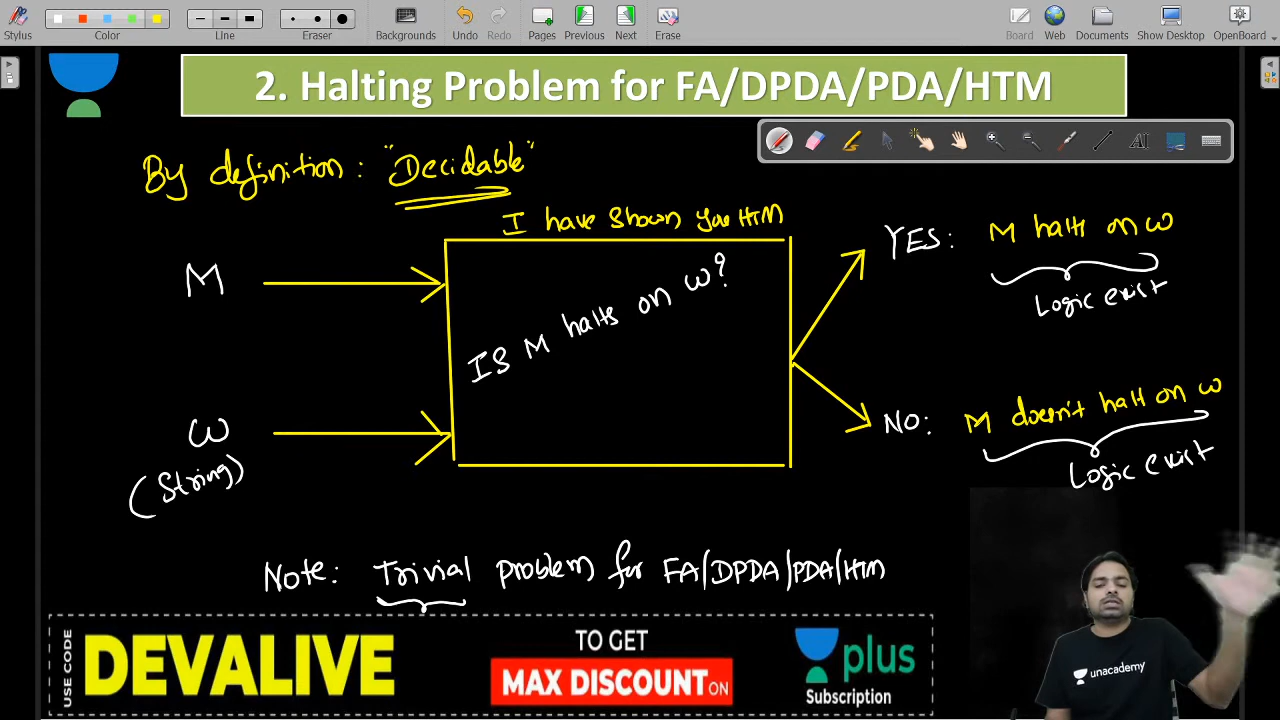 Stylus
Color
Line
Eraser
Backgrounds
Undo
Redo
Pages
Previous
Next
Erase
Board
Web
Documents
Show Desktop
OpenBoard
2. Halting Problem for FA/DPDA/PDA/HTM
By definition: "Decidable"
I have shown you HTM
M
IS M halts on w?
YES: M halts on w
Logic exist
w
(String)
NO: M doesn't halt on w
Logic exist
Note: Trivial problem for FA/DPDA/PDA/HTM
USE CODE
DEVALIVE
TO GET
MAX DISCOUNT ON
plus
Subscription
unacademy